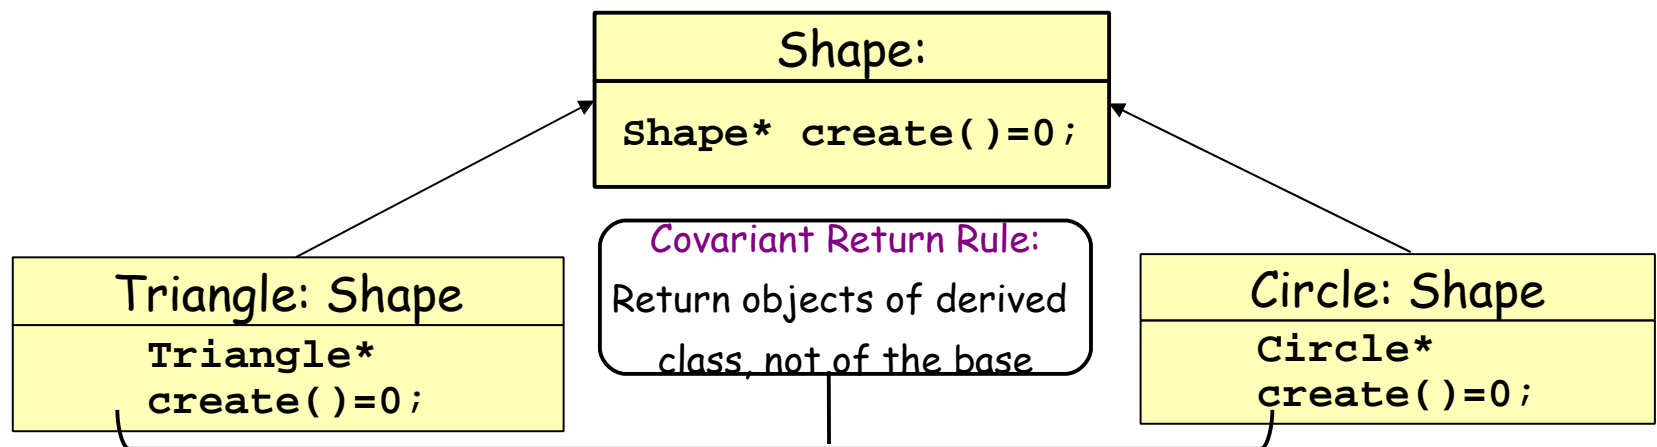 Shape:
Shape* create()=0;
Covariant Return Rule:
Return objects of derived
class, not of the base
Triangle: Shape
Triangle*
create()=0;
Circle: Shape
Circle*
create()=0;